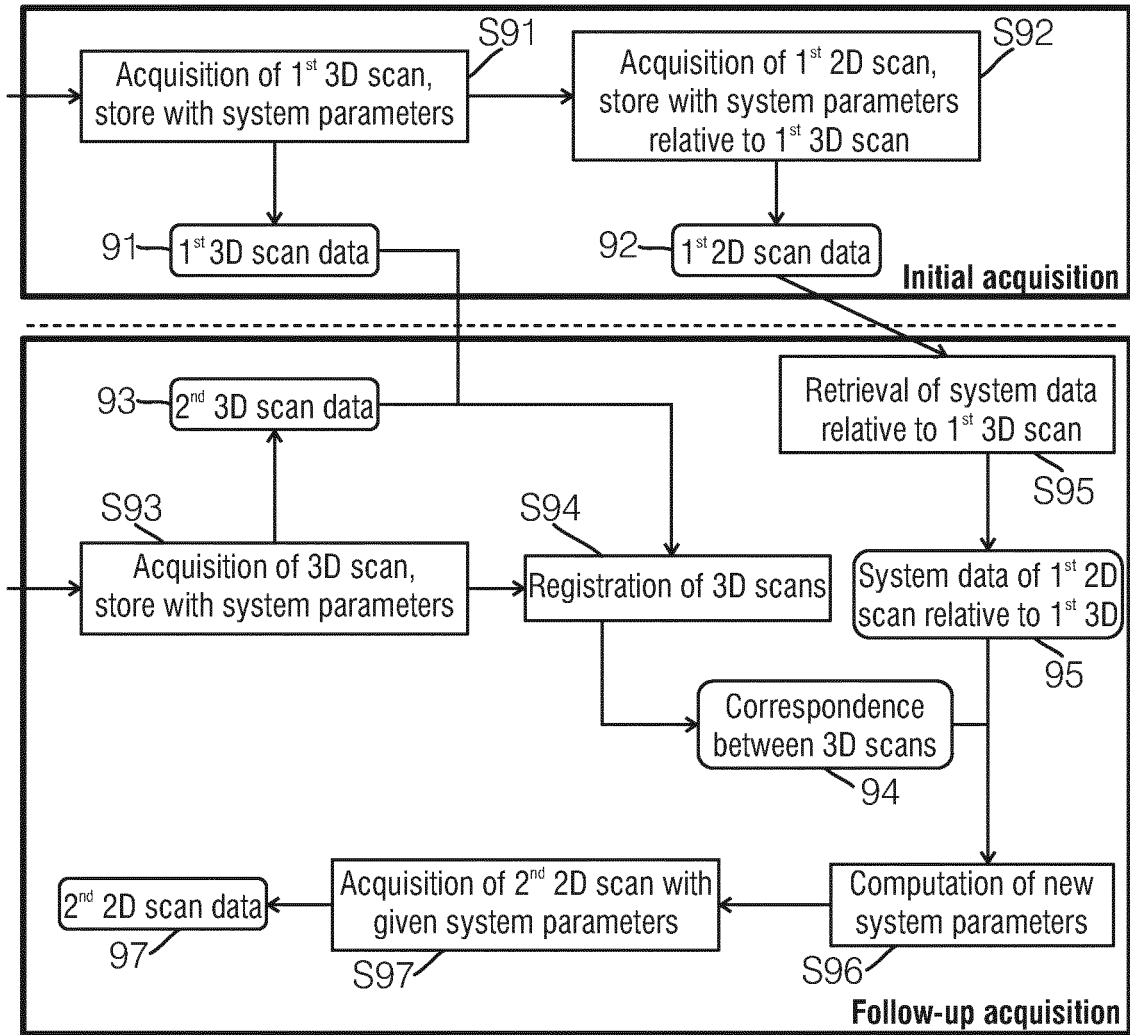 S91
S92
Acquisition of 1st 3D scan,
store with system parameters
Acquisition of 1st 2D scan,
store with system parameters
relative to 1st 3D scan
91
1st 3D scan data
92
1st 2D scan data
Initial acquisition
93
2nd 3D scan data
Retrieval of system data
relative to 1st 3D scan
S95
S93
S94
Acquisition of 3D scan,
store with system parameters
Registration of 3D scans
System data of 1st 2D
scan relative to 1st 3D
95
Correspondence
between 3D scans
94
2nd 2D scan data
97
Acquisition of 2nd 2D scan with
given system parameters
S97
Computation of new
system parameters
S96
Follow-up acquisition